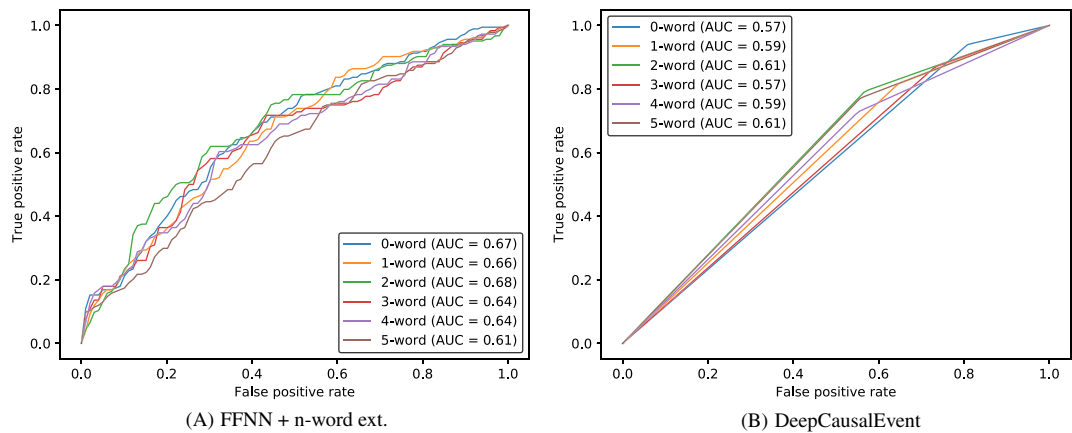 1.0
0.8
0.6
0.4
0.2
0.0
True positive rate
0-word (AUC = 0.67)
1-word (AUC = 0.66)
2-word (AUC = 0.68)
3-word (AUC = 0.64)
4-word (AUC = 0.64)
5-word (AUC = 0.61)
0.0 0.2 0.4 0.6 0.8 1.0
False positive rate
(A) FFNN + n-word ext.
1.0
0.8
0.6
0.4
0.2
0.0
True positive rate
0-word (AUC = 0.57)
1-word (AUC = 0.59)
2-word (AUC = 0.61)
3-word (AUC = 0.57)
4-word (AUC = 0.59)
5-word (AUC = 0.61)
0.0 0.2 0.4 0.6 0.8 1.0
False positive rate
(B) DeepCausalEvent